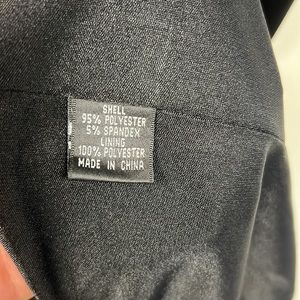 SHELL
95% POLYESTER
5% SPANDEX
LINING
100% POLYESTER
MADE IN CHINA